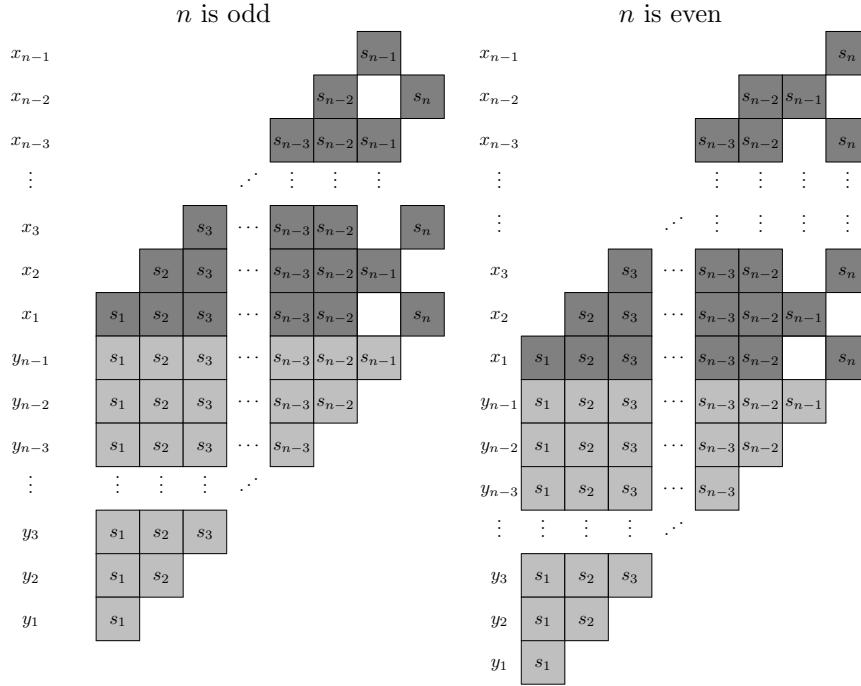 n is odd
x_{n−1} s_{n−1}
x_{n−2} s_{n−2} s_n
x_{n−3} s_{n−3} s_{n−2} s_{n−1}
⋮ ⋰ ⋮ ⋮ ⋮
x_3 s_3 ⋯ s_{n−3} s_{n−2} s_n
x_2 s_2 s_3 ⋯ s_{n−3} s_{n−2} s_{n−1}
x_1 s_1 s_2 s_3 ⋯ s_{n−3} s_{n−2} s_n
y_{n−1} s_1 s_2 s_3 ⋯ s_{n−3} s_{n−2} s_{n−1}
y_{n−2} s_1 s_2 s_3 ⋯ s_{n−3} s_{n−2}
y_{n−3} s_1 s_2 s_3 ⋯ s_{n−3}
⋮ ⋮ ⋮ ⋮ ⋰
y_3 s_1 s_2 s_3
y_2 s_1 s_2
y_1 s_1
n is even
x_{n−1} s_n
x_{n−2} s_{n−2} s_{n−1}
x_{n−3} s_{n−3} s_{n−2} s_n
⋮ ⋮ ⋮ ⋮ ⋮
⋮ ⋰ ⋮ ⋮ ⋮ ⋮
x_3 s_3 ⋯ s_{n−3} s_{n−2} s_n
x_2 s_2 s_3 ⋯ s_{n−3} s_{n−2} s_{n−1}
x_1 s_1 s_2 s_3 ⋯ s_{n−3} s_{n−2} s_n
y_{n−1} s_1 s_2 s_3 ⋯ s_{n−3} s_{n−2} s_{n−1}
y_{n−2} s_1 s_2 s_3 ⋯ s_{n−3} s_{n−2}
y_{n−3} s_1 s_2 s_3 ⋯ s_{n−3}
⋮ ⋮ ⋮ ⋮ ⋰
y_3 s_1 s_2 s_3
y_2 s_1 s_2
y_1 s_1